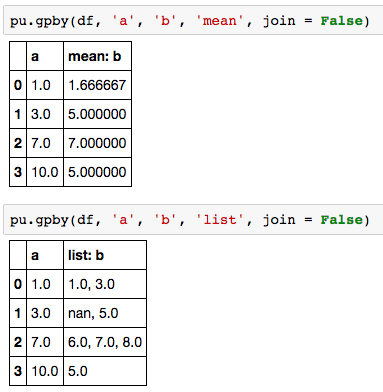 pu.gpby(df, 'a', 'b', 'mean', join = False)
a mean: b
0 1.0 1.666667
1 3.0 5.000000
2 7.0 7.000000
3 10.0 5.000000
pu.gpby(df, 'a', 'b', 'list', join = False)
a list: b
0 1.0 1.0, 3.0
1 3.0 nan, 5.0
2 7.0 6.0, 7.0, 8.0
3 10.0 5.0